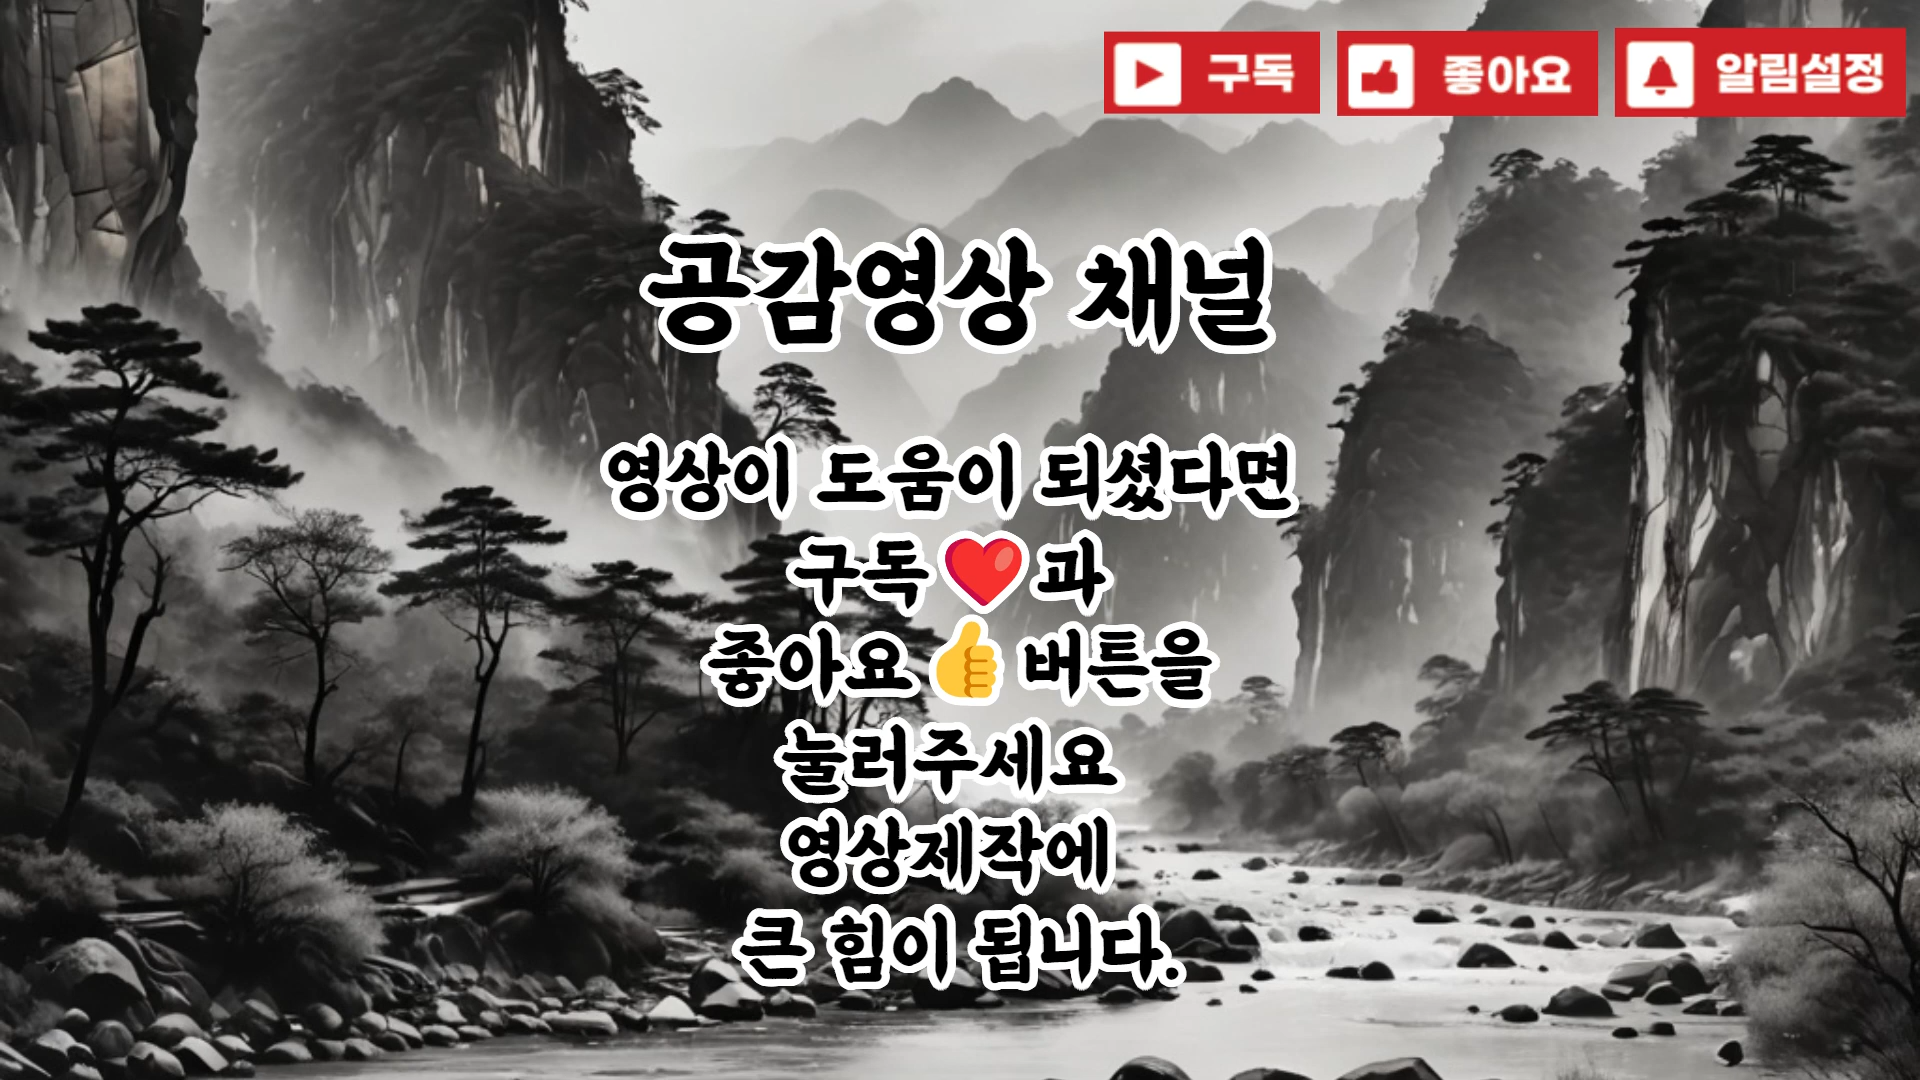 구독 좋아요 알림설정
공감영상 채널
영상이 도움이 되셨다면
구독❤️과
좋아요👍버튼을
눌러주세요
영상제작에
큰 힘이 됩니다.